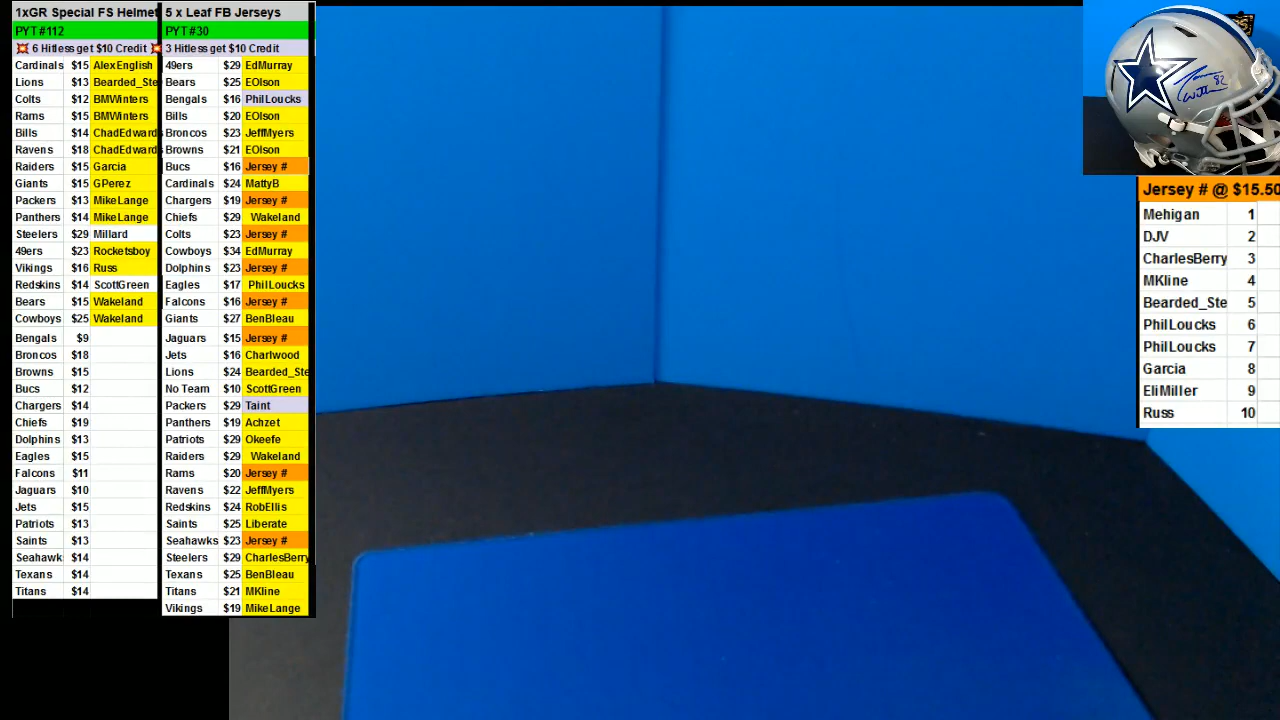 1xGR Special FS Helmet
PYT#112
💥 6 Hitless get $10 Credit 💥
Cardinals $15 AlexEnglish
Lions $13 Bearded_Ste
Colts $12 BMWinters
Rams $15 BMWinters
Bills $14 ChadEdwards
Ravens $18 ChadEdwards
Raiders $15 Garcia
Giants $15 GPerez
Packers $13 MikeLange
Panthers $14 MikeLange
Steelers $29 Millard
49ers $23 Rocketsboy
Vikings $16 Russ
Redskins $14 ScottGreen
Bears $15 Wakeland
Cowboys $25 Wakeland
Bengals $9
Broncos $18
Browns $15
Bucs $12
Chargers $14
Chiefs $19
Dolphins $13
Eagles $15
Falcons $11
Jaguars $10
Jets $15
Patriots $13
Saints $13
Seahawk $14
Texans $14
Titans $14
5 x Leaf FB Jerseys
PYT#30
3 Hitless get $10 Credit
49ers $29 EdMurray
Bears $25 EOlson
Bengals $16 PhilLoucks
Bills $20 EOlson
Broncos $23 JeffMyers
Browns $21 EOlson
Bucs $16 Jersey #
Cardinals $24 MattyB
Chargers $19 Jersey #
Chiefs $29 Wakeland
Colts $23 Jersey #
Cowboys $34 EdMurray
Dolphins $23 Jersey #
Eagles $17 PhilLoucks
Falcons $16 Jersey #
Giants $27 BenBleau
Jaguars $15 Jersey #
Jets $16 Charlwood
Lions $24 Bearded_Ste
No Team $10 ScottGreen
Packers $29 Taint
Panthers $19 Achzet
Patriots $29 Okeefe
Raiders $29 Wakeland
Rams $20 Jersey #
Ravens $22 JeffMyers
Redskins $24 RobEllis
Saints $25 Liberate
Seahawks $23 Jersey #
Steelers $29 CharlesBerry
Texans $25 BenBleau
Titans $21 MKline
Vikings $19 MikeLange
82
Jersey # @ $15.50
Mehigan 1
DJV 2
CharlesBerry 3
MKline 4
Bearded_Ste 5
PhilLoucks 6
PhilLoucks 7
Garcia 8
EliMiller 9
Russ 10